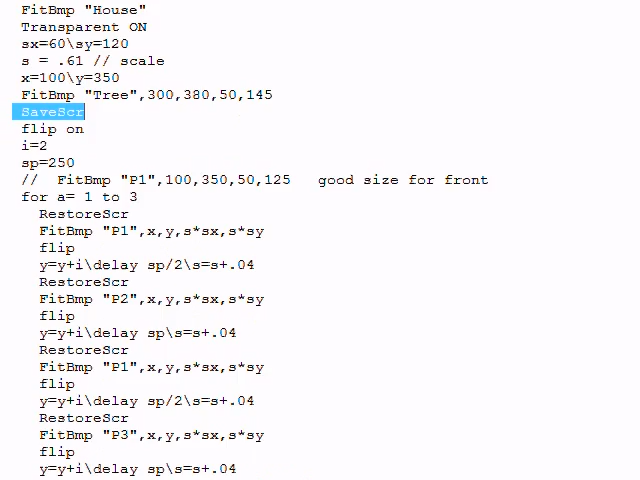 FitBmp "House"
Transparent ON
sx=60\sy=120
s = .61 // scale
x=100\y=350
FitBmp "Tree",300,380,50,145
SaveScr
flip on
i=2
sp=250
//  FitBmp "P1",100,350,50,125   good size for front
for a= 1 to 3
  RestoreScr
  FitBmp "P1",x,y,s*sx,s*sy
  flip
  y=y+i\delay sp/2\s=s+.04
  RestoreScr
  FitBmp "P2",x,y,s*sx,s*sy
  flip
  y=y+i\delay sp\s=s+.04
  RestoreScr
  FitBmp "P1",x,y,s*sx,s*sy
  flip
  y=y+i\delay sp/2\s=s+.04
  RestoreScr
  FitBmp "P3",x,y,s*sx,s*sy
  flip
  y=y+i\delay sp\s=s+.04